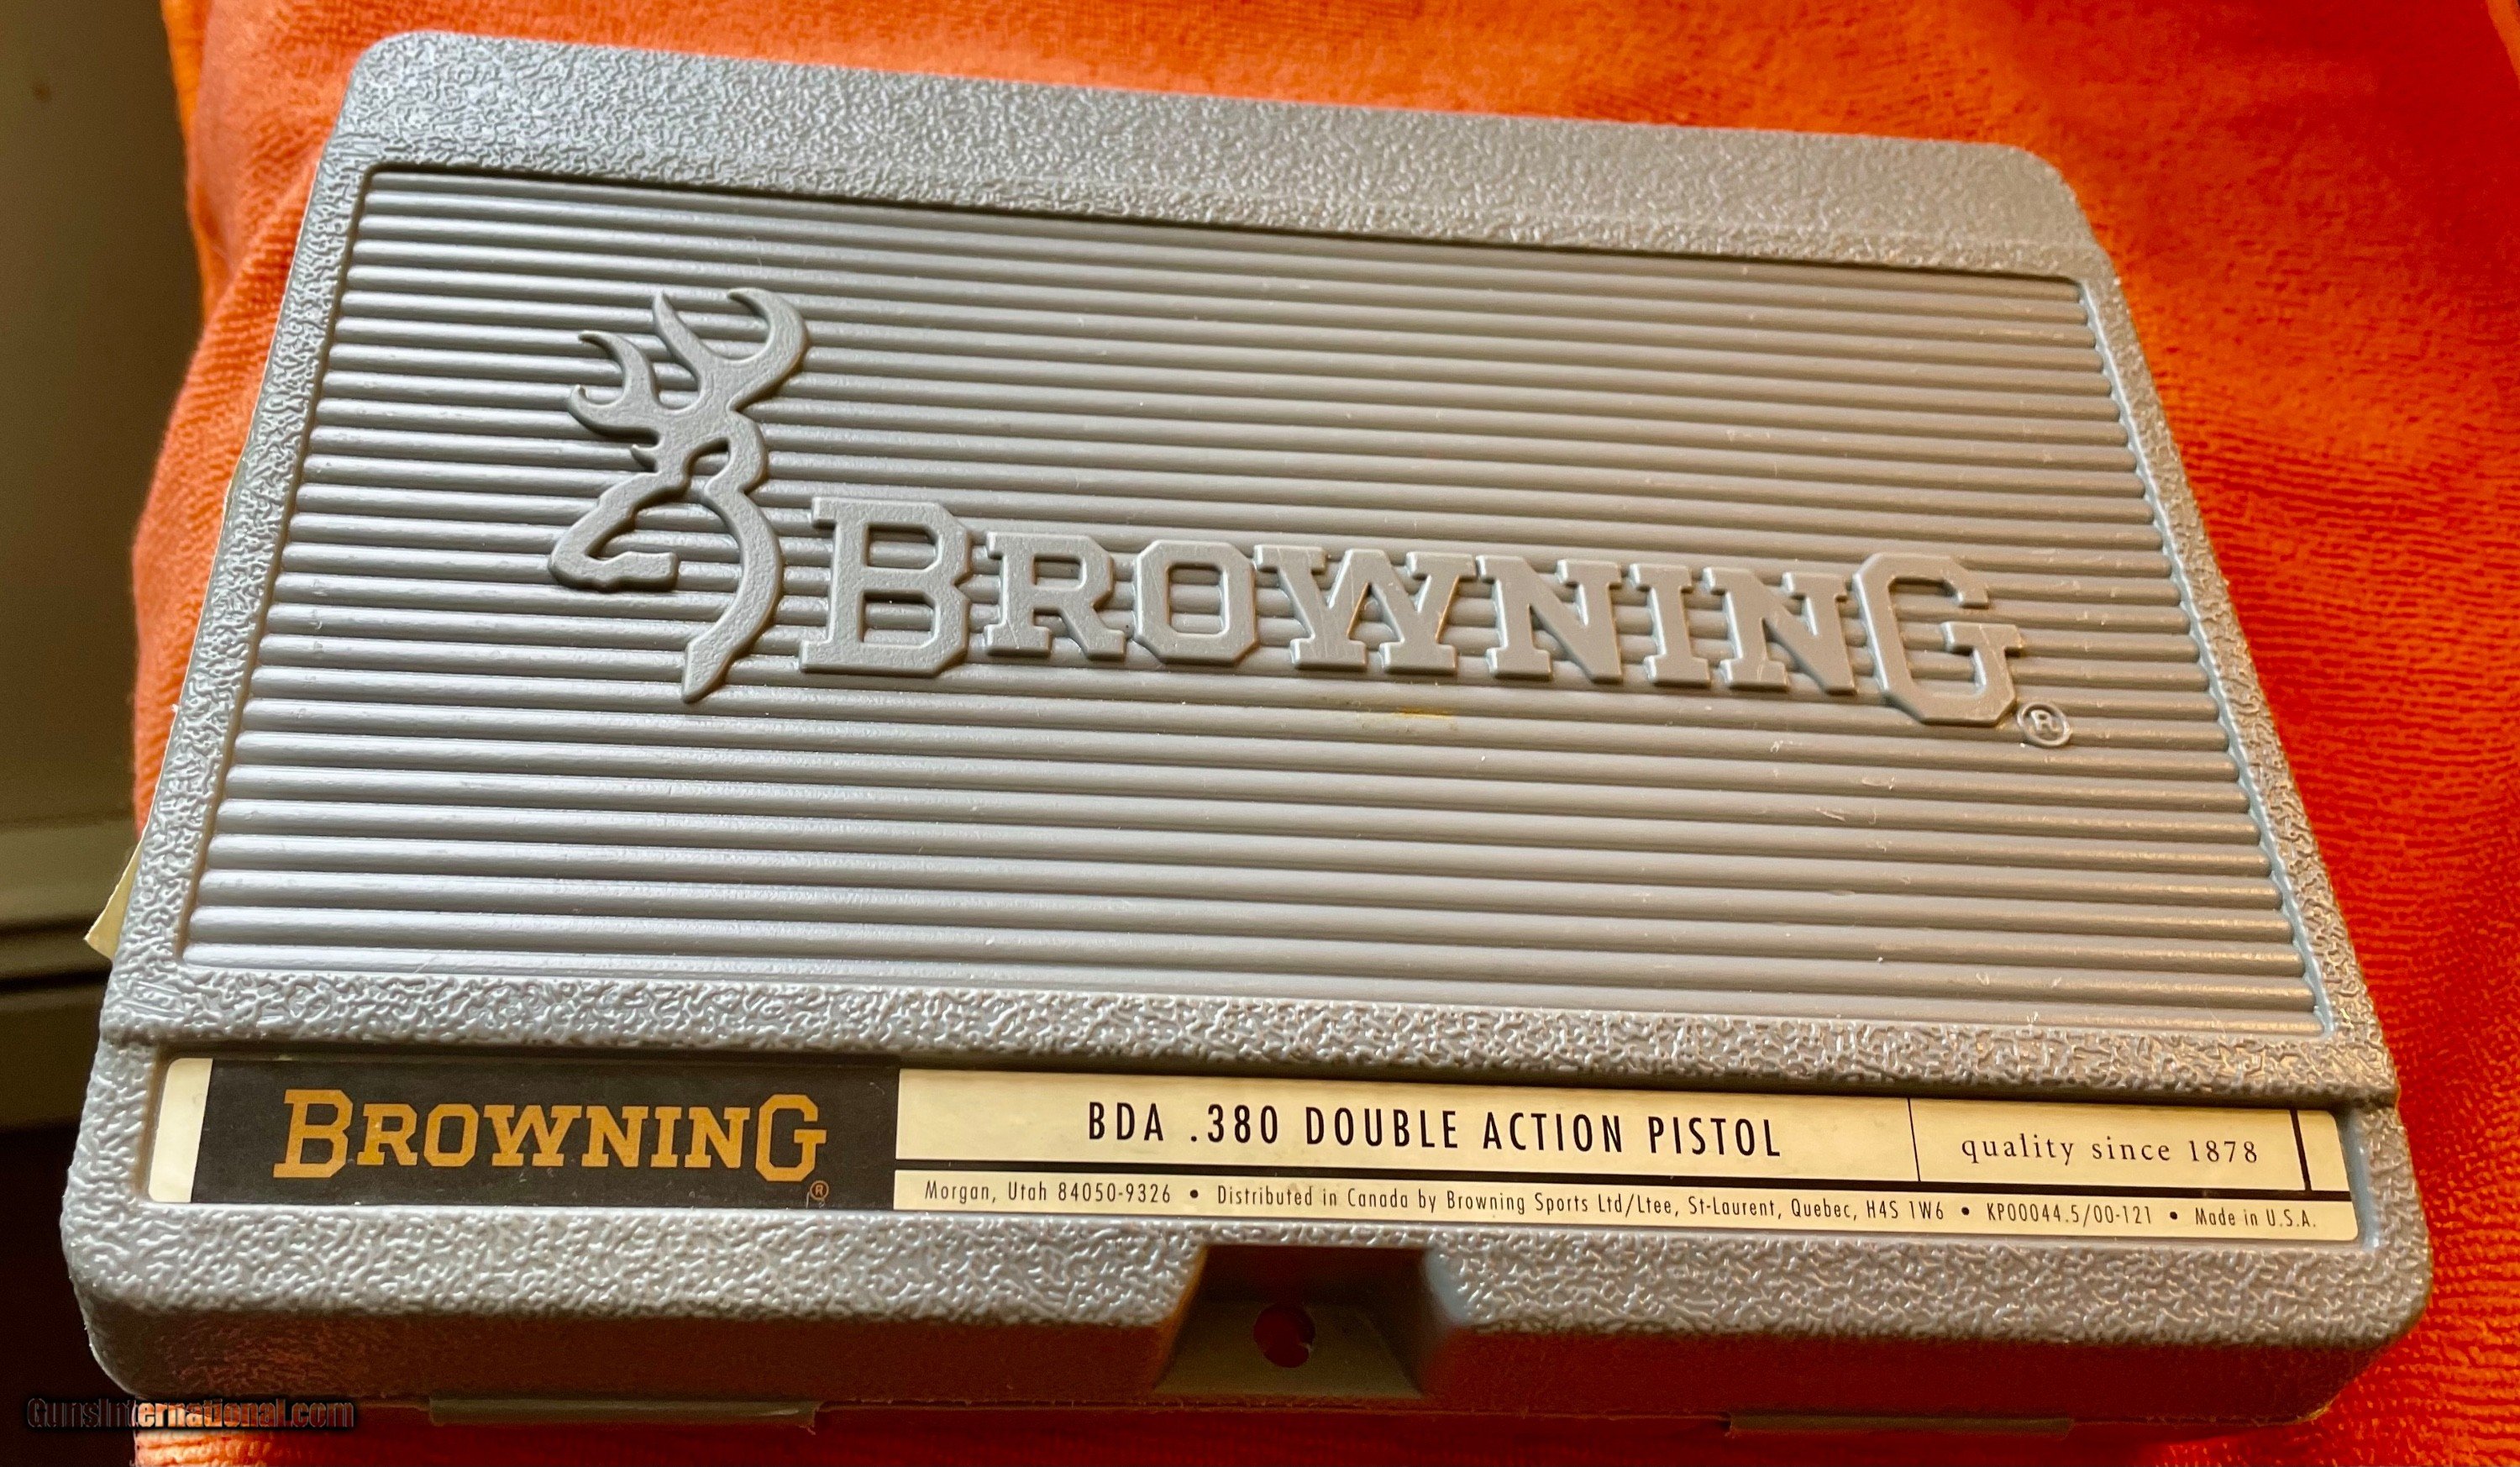 BROWNING®
BROWNING®
BDA .380 DOUBLE ACTION PISTOL
quality since 1878
Morgan, Utah 84050-9326 • Distributed in Canada by Browning Sports Ltd/Ltee, St-Laurent, Quebec, H4S 1W6 • KP00044.5/00-121 • Made in U.S.A.
GunsInternational.com